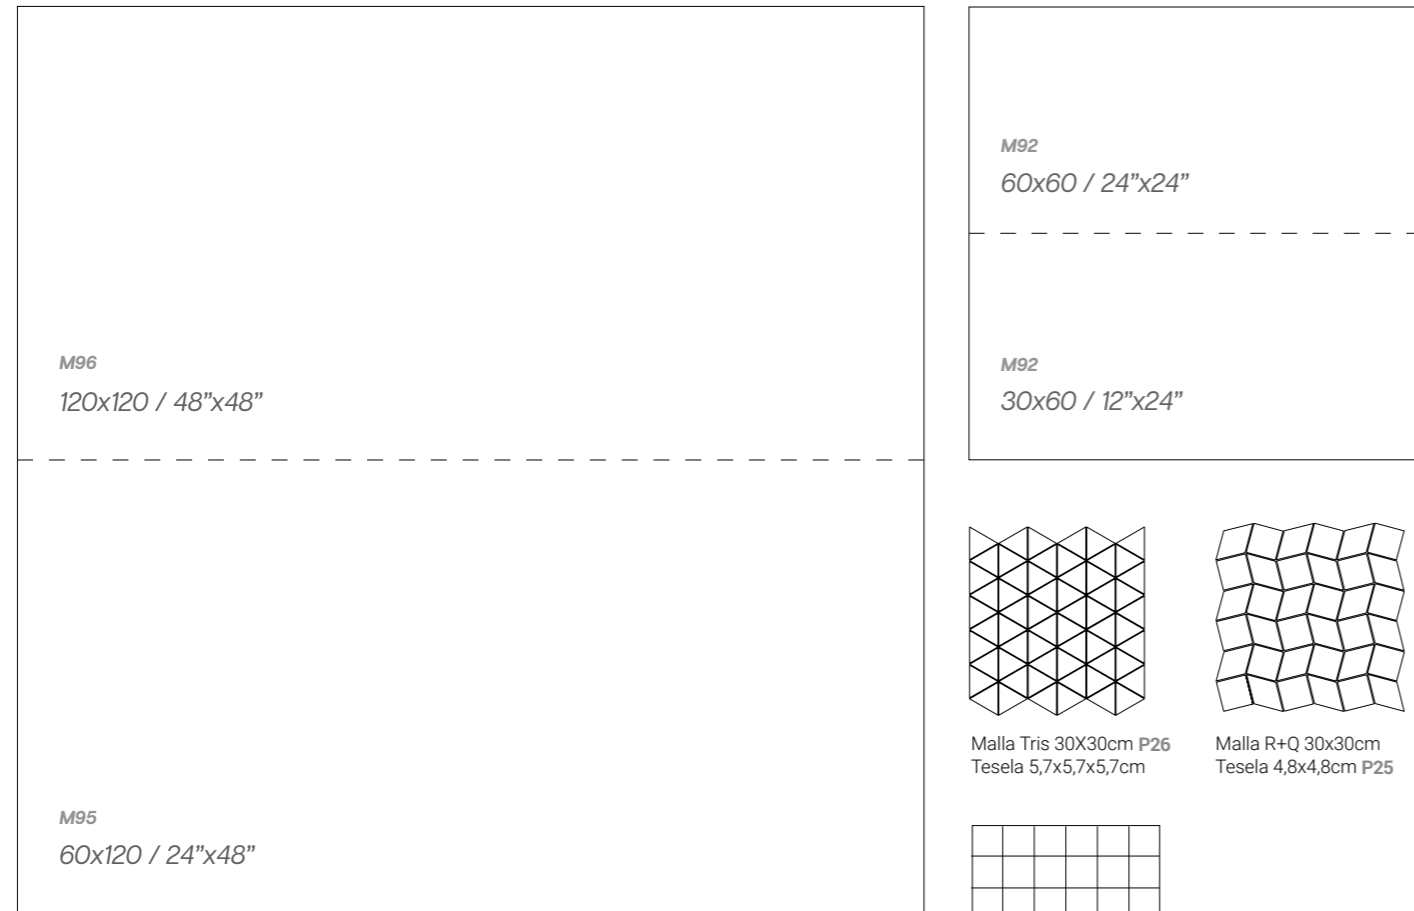 M96
120x120 / 48”x48”
M95
60x120 / 24”x48”
M92
60x60 / 24”x24”
M92
30x60 / 12”x24”
Malla Tris 30X30cm P26
Tesela 5,7x5,7x5,7cm
Malla R+Q 30x30cm
Tesela 4,8x4,8cm P25